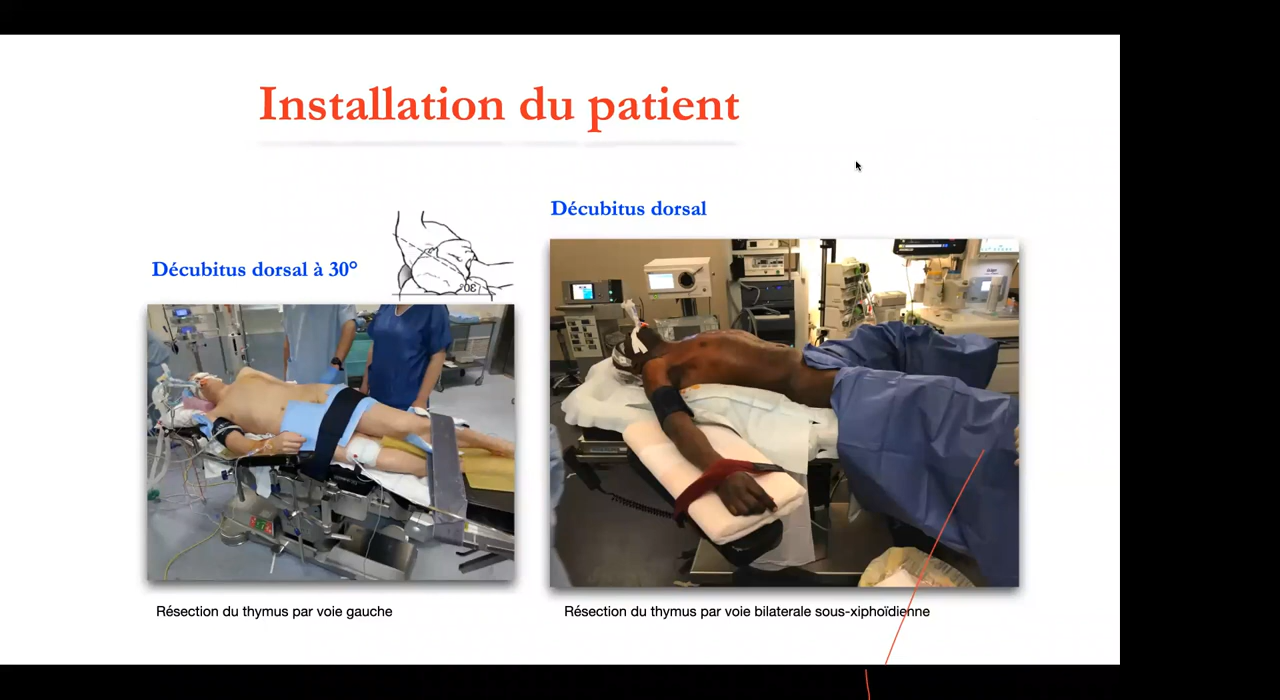 Installation du patient
Décubitus dorsal
Décubitus dorsal à 30°
30°
Résection du thymus par voie gauche
Résection du thymus par voie bilaterale sous-xiphoïdienne